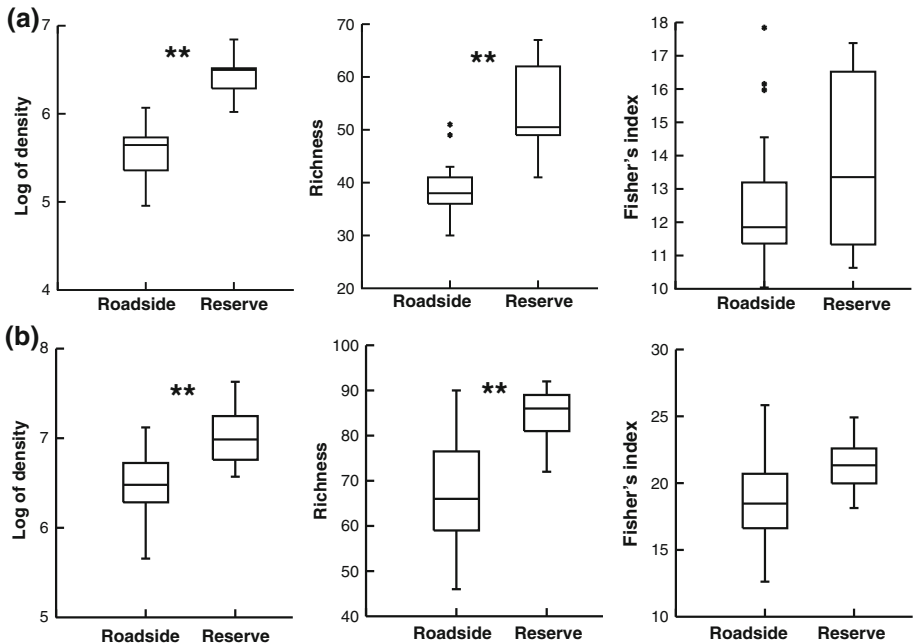 (a)
Log of density
7
6
5
4
**
Roadside Reserve
Richness
70
60
50
40
30
20
**
Roadside Reserve
Fisher's index
18
17
16
15
14
13
12
11
10
Roadside Reserve
(b)
Log of density
8
7
6
5
**
Roadside Reserve
Richness
100
90
80
70
60
50
40
**
Roadside Reserve
Fisher's index
30
25
20
15
10
Roadside Reserve